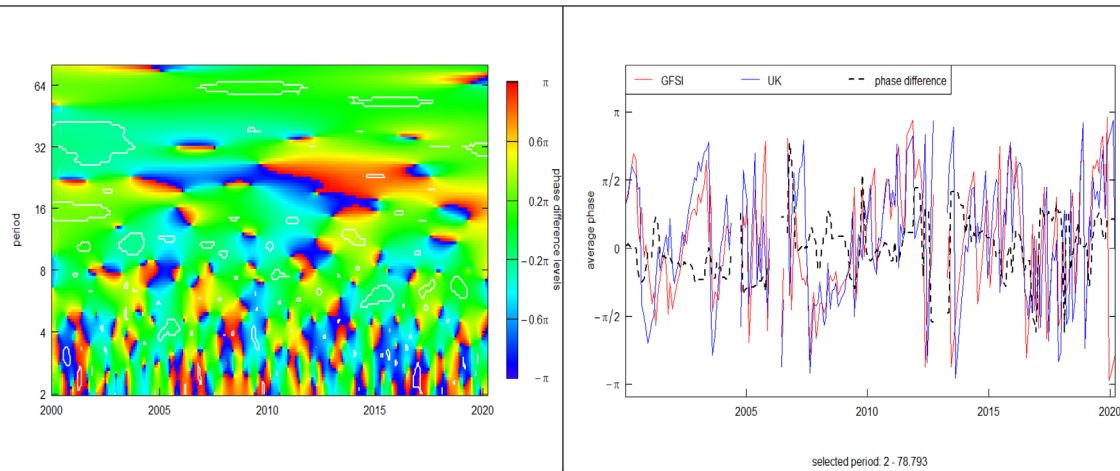 64
32
16
8
4
2
period
2000
2005
2010
2015
2020
π
0.6π
0.2π
−0.2π
−0.6π
−π
phase difference levels
GFSI
UK
phase difference
π
π/2
0
−π/2
−π
average phase
2005
2010
2015
2020
selected period: 2 - 78.793